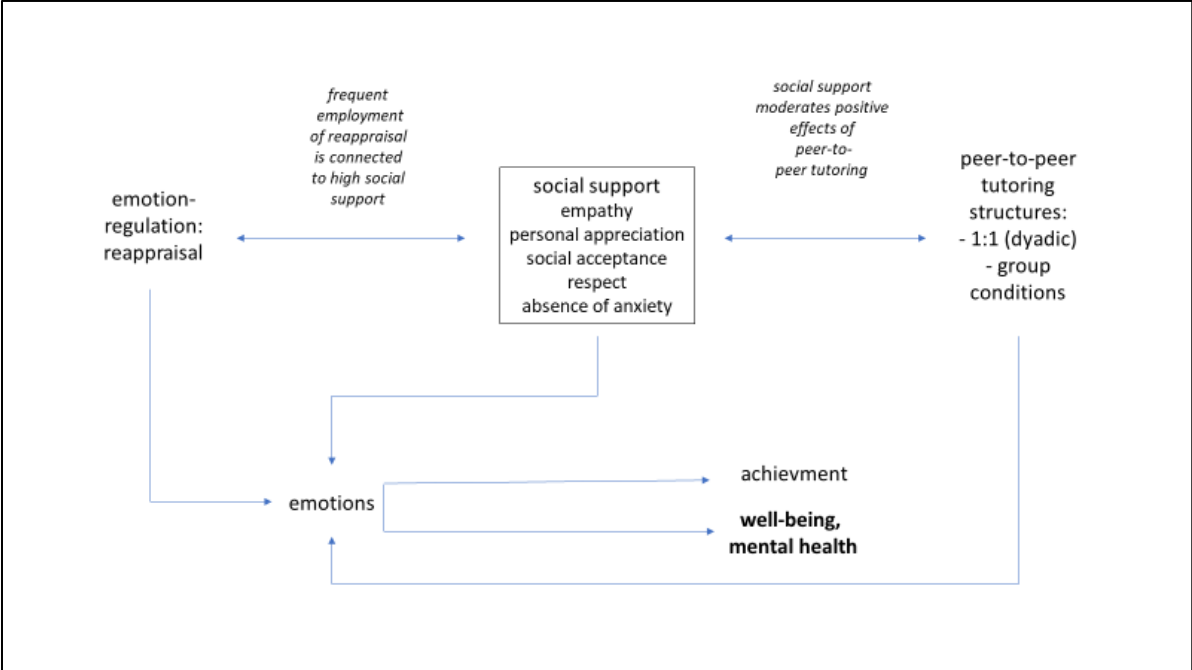 frequent
employment
of reappraisal
is connected
to high social
support
social support
moderates positive
effects of
peer-to-
peer tutoring
emotion-
regulation:
reappraisal
social support
empathy
personal appreciation
social acceptance
respect
absence of anxiety
peer-to-peer
tutoring
structures:
- 1:1 (dyadic)
- group
conditions
emotions
achievment
well-being,
mental health